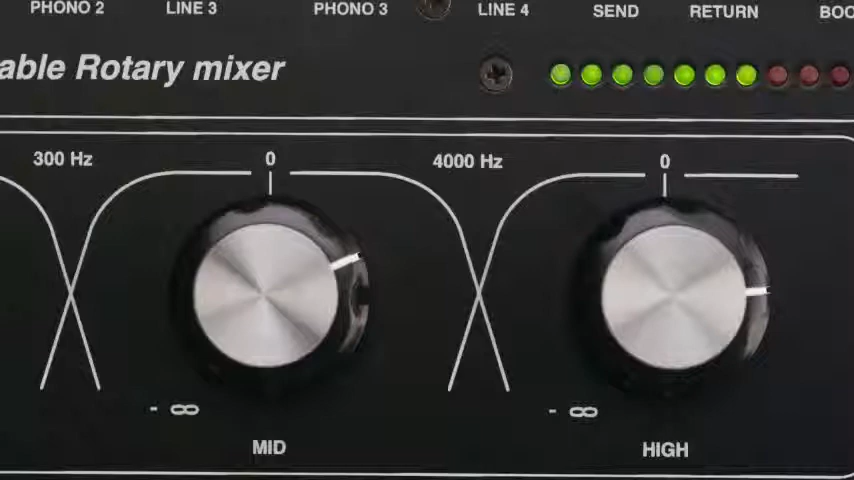 PHONO 2 LINE 3 PHONO 3 LINE 4 SEND RETURN BOO
able Rotary mixer
300 Hz 0 4000 Hz 0
- ∞ - ∞
MID HIGH